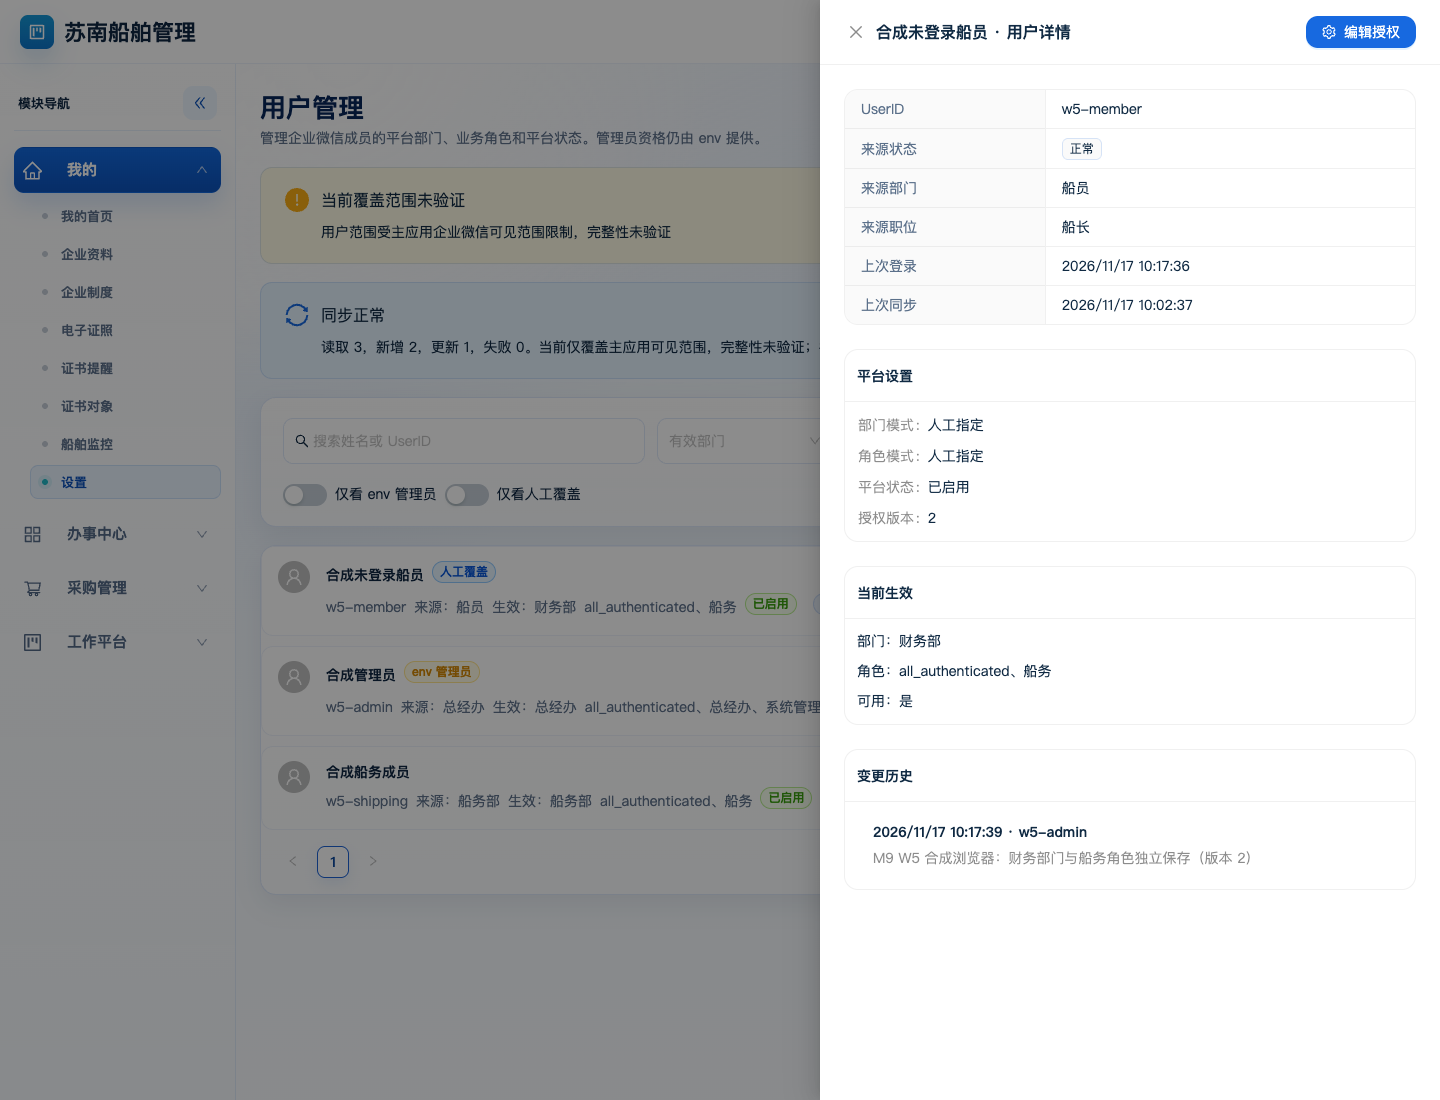 苏南船舶管理
模块导航
我的
我的首页
企业资料
企业制度
电子证照
证书提醒
证书对象
船舶监控
设置
办事中心
采购管理
工作平台
用户管理
管理企业微信成员的平台部门、业务角色和平台状态。管理员资格仍由 env 提供。
当前覆盖范围未验证
用户范围受主应用企业微信可见范围限制，完整性未验证
同步正常
读取 3，新增 2，更新 1，失败 0。当前仅覆盖主应用可见范围，完整性未验证；
搜索姓名或 UserID
有效部门
仅看 env 管理员
仅看人工覆盖
合成未登录船员 人工覆盖
w5-member 来源：船员 生效：财务部 all_authenticated、船务 已启用
合成管理员 env 管理员
w5-admin 来源：总经办 生效：总经办 all_authenticated、总经办、系统管理
合成船务成员
w5-shipping 来源：船务部 生效：船务部 all_authenticated、船务 已启用
1
合成未登录船员 · 用户详情
编辑授权
UserID w5-member
来源状态 正常
来源部门 船员
来源职位 船长
上次登录 2026/11/17 10:17:36
上次同步 2026/11/17 10:02:37
平台设置
部门模式：人工指定
角色模式：人工指定
平台状态：已启用
授权版本：2
当前生效
部门：财务部
角色：all_authenticated、船务
可用：是
变更历史
2026/11/17 10:17:39 · w5-admin
M9 W5 合成浏览器：财务部门与船务角色独立保存（版本 2）